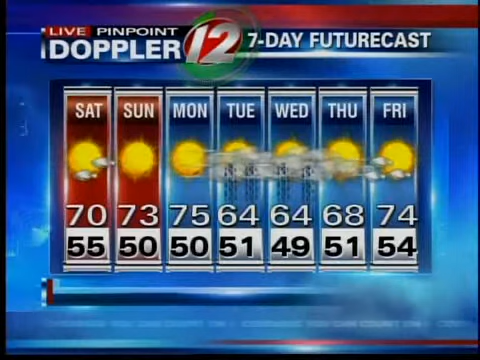 LIVE PINPOINT
DOPPLER 12 7-DAY FUTURECAST
SAT SUN MON TUE WED THU FRI
70 73 75 64 64 68 74
55 50 50 51 49 51 54